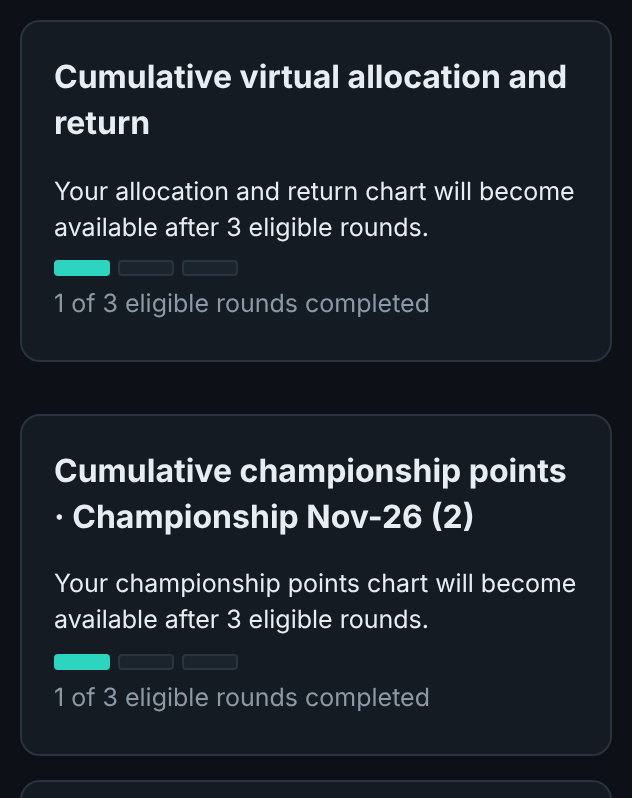 Cumulative virtual allocation and
return
Your allocation and return chart will become
available after 3 eligible rounds.
1 of 3 eligible rounds completed
Cumulative championship points
· Championship Nov-26 (2)
Your championship points chart will become
available after 3 eligible rounds.
1 of 3 eligible rounds completed